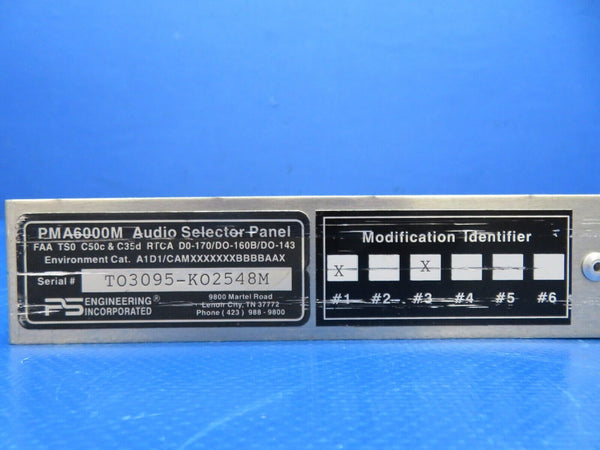 PMA6000M Audio Selector Panel
FAA TS0 C50c & C35d RTCA D0-170/DO-160B/DO-143
Environment Cat. A1D1/CAMXXXXXXXBBBBAAX
Serial # TO3095-KO2548M
PS ENGINEERING®
INCORPORATED
9800 Martel Road
Lenoir City, TN 37772
Phone (423) 988-9800
Modification Identifier
X X
#1 #2 #3 #4 #5 #6